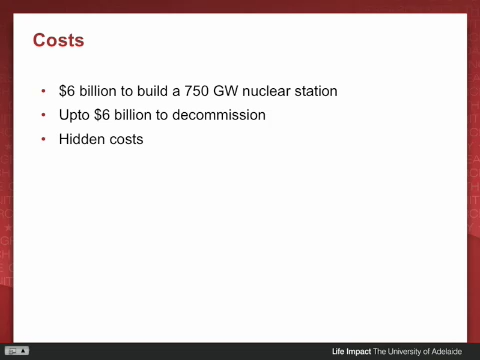 Costs
• $6 billion to build a 750 GW nuclear station
• Upto $6 billion to decommission
• Hidden costs
Life Impact The University of Adelaide